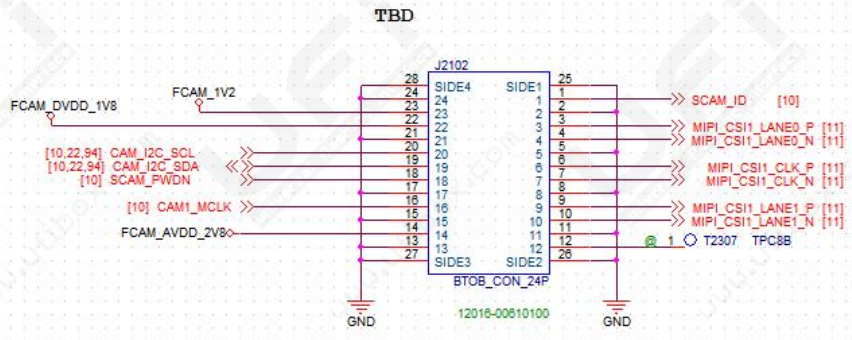 TBD
J2102
28 SIDE4 SIDE1 25
24 24 1 1 SCAM_ID [10]
FCAM_1V2 23 23 2 2
FCAM_DVDD_1V8 22 22 3 3 MIPI_CSI1_LANE0_P [11]
21 21 4 4 MIPI_CSI1_LANE0_N [11]
[10,22,94] CAM_I2C_SCL 20 20 5 5
[10,22,94] CAM_I2C_SDA 19 19 6 6 MIPI_CSI1_CLK_P [11]
[10] SCAM_PWDN 18 18 7 7 MIPI_CSI1_CLK_N [11]
17 17 8 8
[10] CAM1_MCLK 16 16 9 9 MIPI_CSI1_LANE1_P [11]
15 15 10 10 MIPI_CSI1_LANE1_N [11]
FCAM_AVDD_2V8 14 14 11 11
13 13 12 12 @ 1 T2307 TPC8B
27 SIDE3 SIDE2 26
BTOB_CON_24P
12016-00610100
GND GND